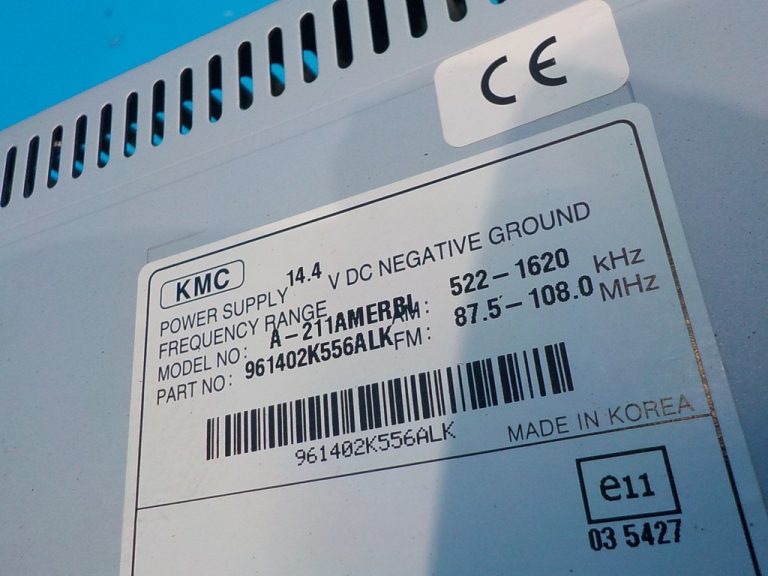 CE
KMC
POWER SUPPLY 14.4 V DC NEGATIVE GROUND
FREQUENCY RANGE AM: 522-1620 kHz
MODEL NO: A-211AMERBL FM: 87.5-108.0 MHz
PART NO: 961402K556ALK
961402K556ALK
MADE IN KOREA
e11
03 5427